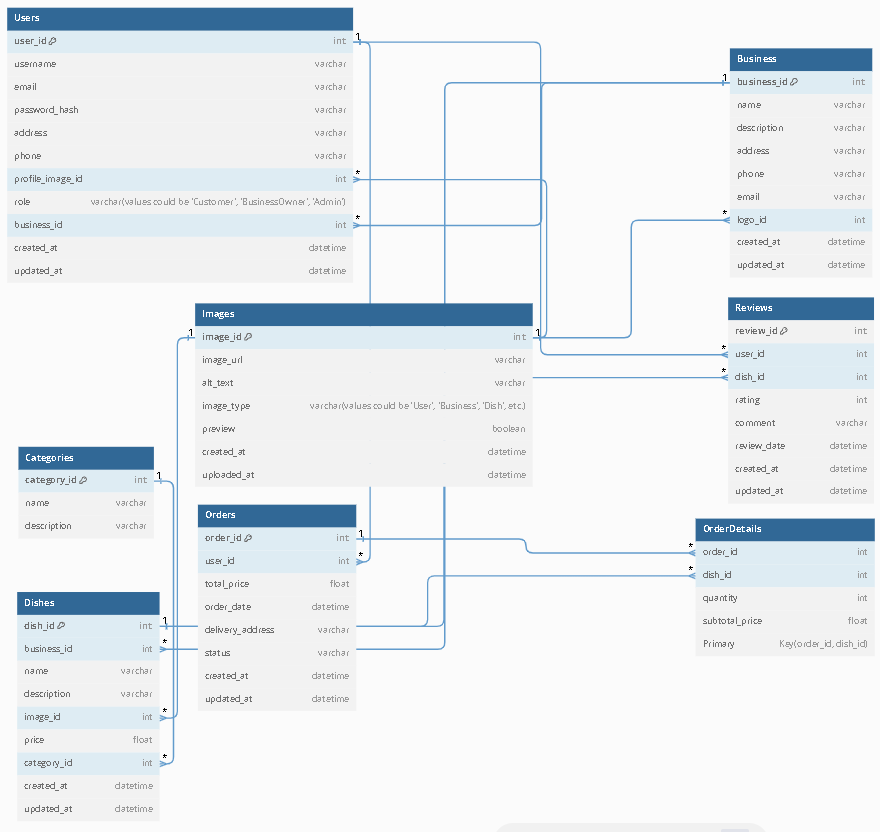 Users
user_id int
username varchar
email varchar
password_hash varchar
address varchar
phone varchar
profile_image_id int
role varchar(values could be 'Customer', 'BusinessOwner', 'Admin')
business_id int
created_at datetime
updated_at datetime
1
*
*
Business
business_id int
name varchar
description varchar
address varchar
phone varchar
email varchar
logo_id int
created_at datetime
updated_at datetime
1
*
Images
image_id int
image_url varchar
alt_text varchar
image_type varchar(values could be 'User', 'Business', 'Dish', etc.)
preview boolean
created_at datetime
uploaded_at datetime
1
1
Reviews
review_id int
user_id int
dish_id int
rating int
comment varchar
review_date datetime
created_at datetime
updated_at datetime
*
*
Categories
category_id int
name varchar
description varchar
1
Orders
order_id int
user_id int
total_price float
order_date datetime
delivery_address varchar
status varchar
created_at datetime
updated_at datetime
1
*
OrderDetails
order_id int
dish_id int
quantity int
subtotal_price float
Primary Key(order_id, dish_id)
*
*
Dishes
dish_id int
business_id int
name varchar
description varchar
image_id int
price float
category_id int
created_at datetime
updated_at datetime
1
*
*
*